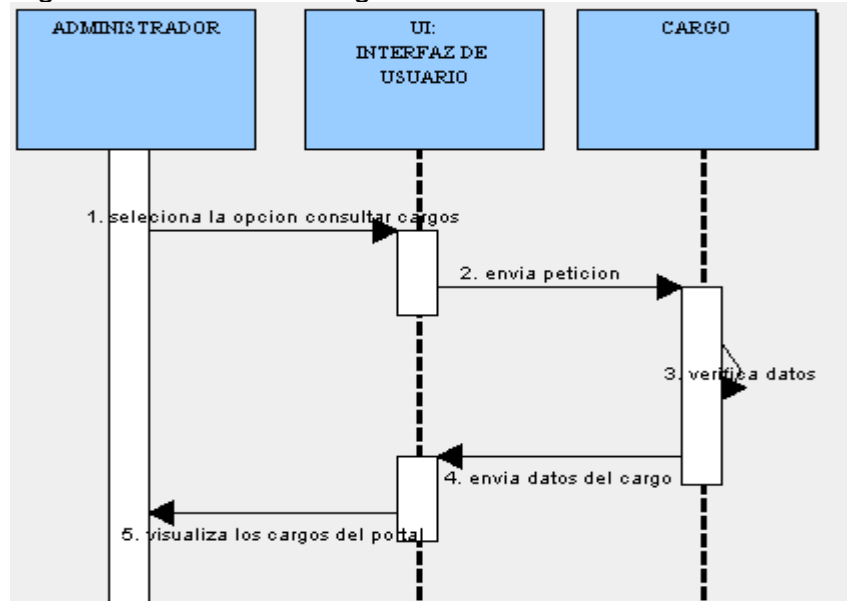 ADMINISTRADOR
UI:
INTERFAZ DE
USUARIO
CARGO
1. seleciona la opcion consultar cargos
2. envia peticion
3. verifica datos
4. envia datos del cargo
5. visualiza los cargos del portal